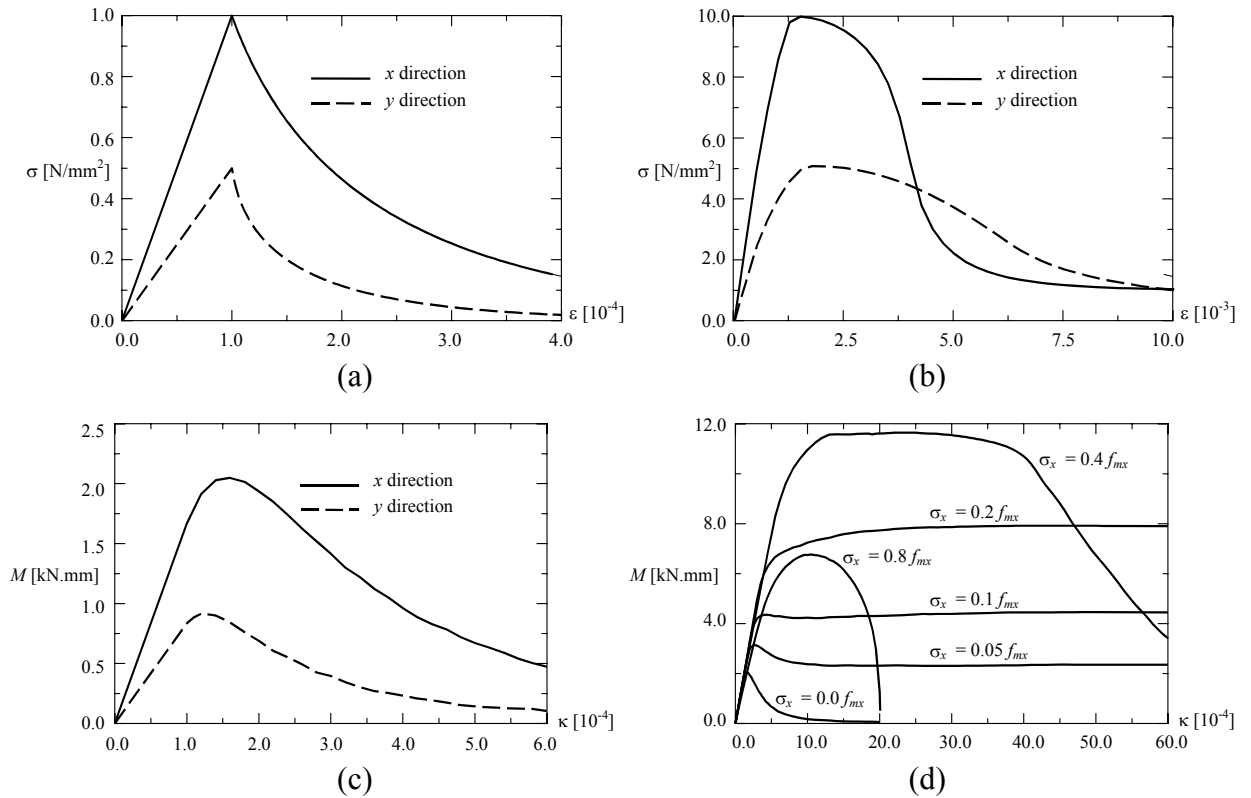 1.0
0.8
0.6
σ [N/mm²]
0.4
0.2
0.0
0.0 1.0 2.0 3.0 4.0
ε [10⁻⁴]
x direction
y direction
(a)
10.0
8.0
6.0
σ [N/mm²]
4.0
2.0
0.0
0.0 2.5 5.0 7.5 10.0
ε [10⁻³]
x direction
y direction
(b)
2.5
2.0
1.5
M [kN.mm]
1.0
0.5
0.0
0.0 1.0 2.0 3.0 4.0 5.0 6.0
κ [10⁻⁴]
x direction
y direction
(c)
12.0
8.0
M [kN.mm]
4.0
0.0
0.0 10.0 20.0 30.0 40.0 50.0 60.0
κ [10⁻⁴]
σx = 0.4 fmx
σx = 0.2 fmx
σx = 0.8 fmx
σx = 0.1 fmx
σx = 0.05 fmx
σx = 0.0 fmx
(d)